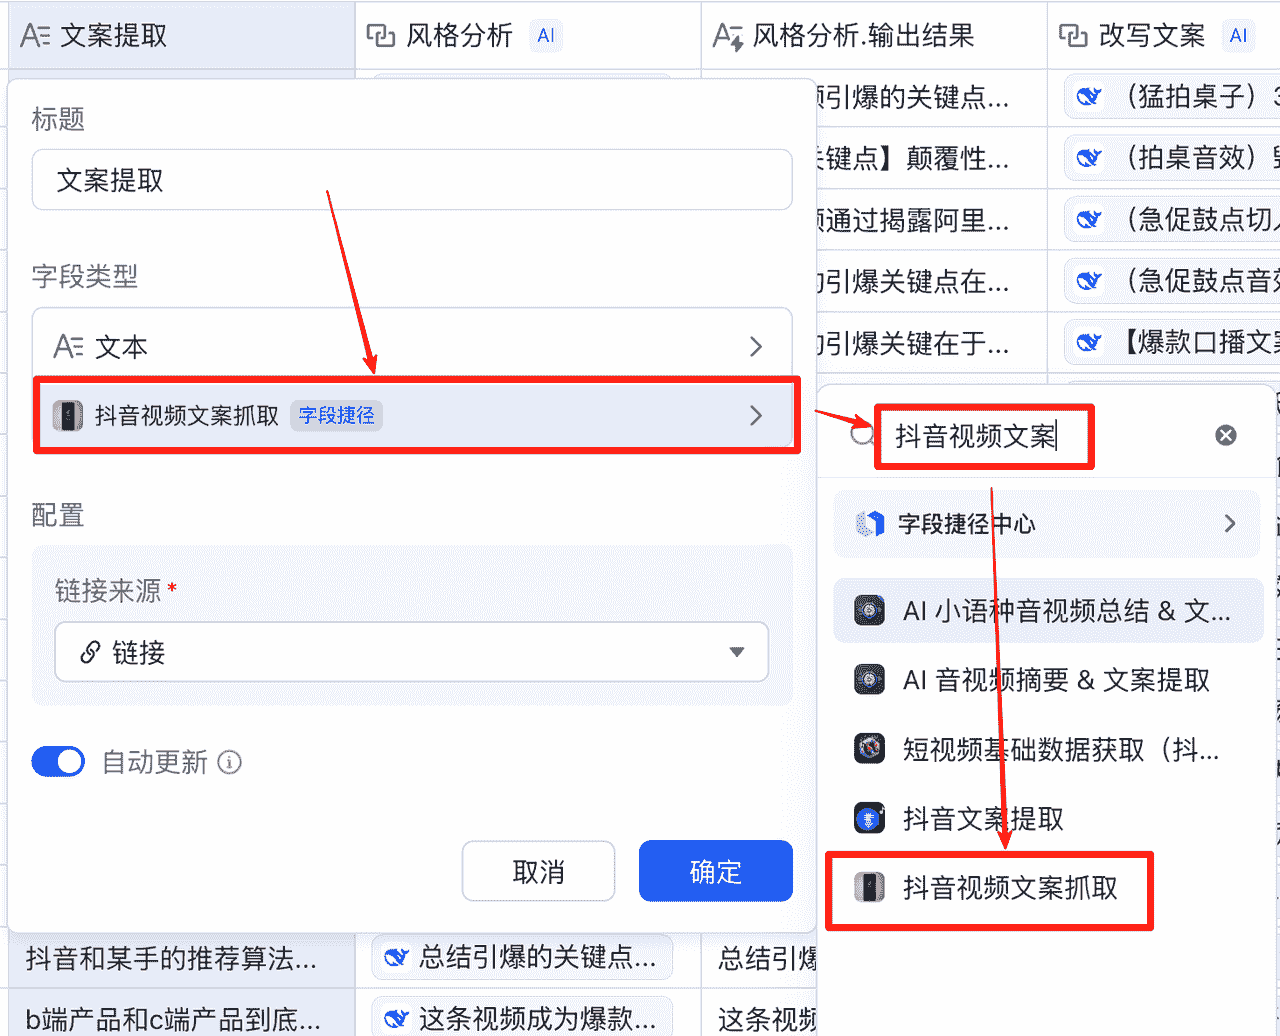 文案提取
风格分析 AI
风格分析.输出结果
改写文案 AI
标题
文案提取
字段类型
文本
抖音视频文案抓取 字段捷径
配置
链接来源 *
链接
自动更新
取消
确定
引爆的关键点...
（猛拍桌子）3
键点】颠覆性...
（拍桌音效）
通过揭露阿里...
（急促鼓点切
引爆关键点在...
（急促鼓点音
引爆关键在于...
【爆款口播文
抖音视频文案
字段捷径中心
AI 小语种音视频总结 & 文...
AI 音视频摘要 & 文案提取
短视频基础数据获取（抖...
抖音文案提取
抖音视频文案抓取
抖音和某手的推荐算法...
总结引爆的关键点...
总结引爆
b端产品和c端产品到底...
这条视频成为爆款...
这条视频